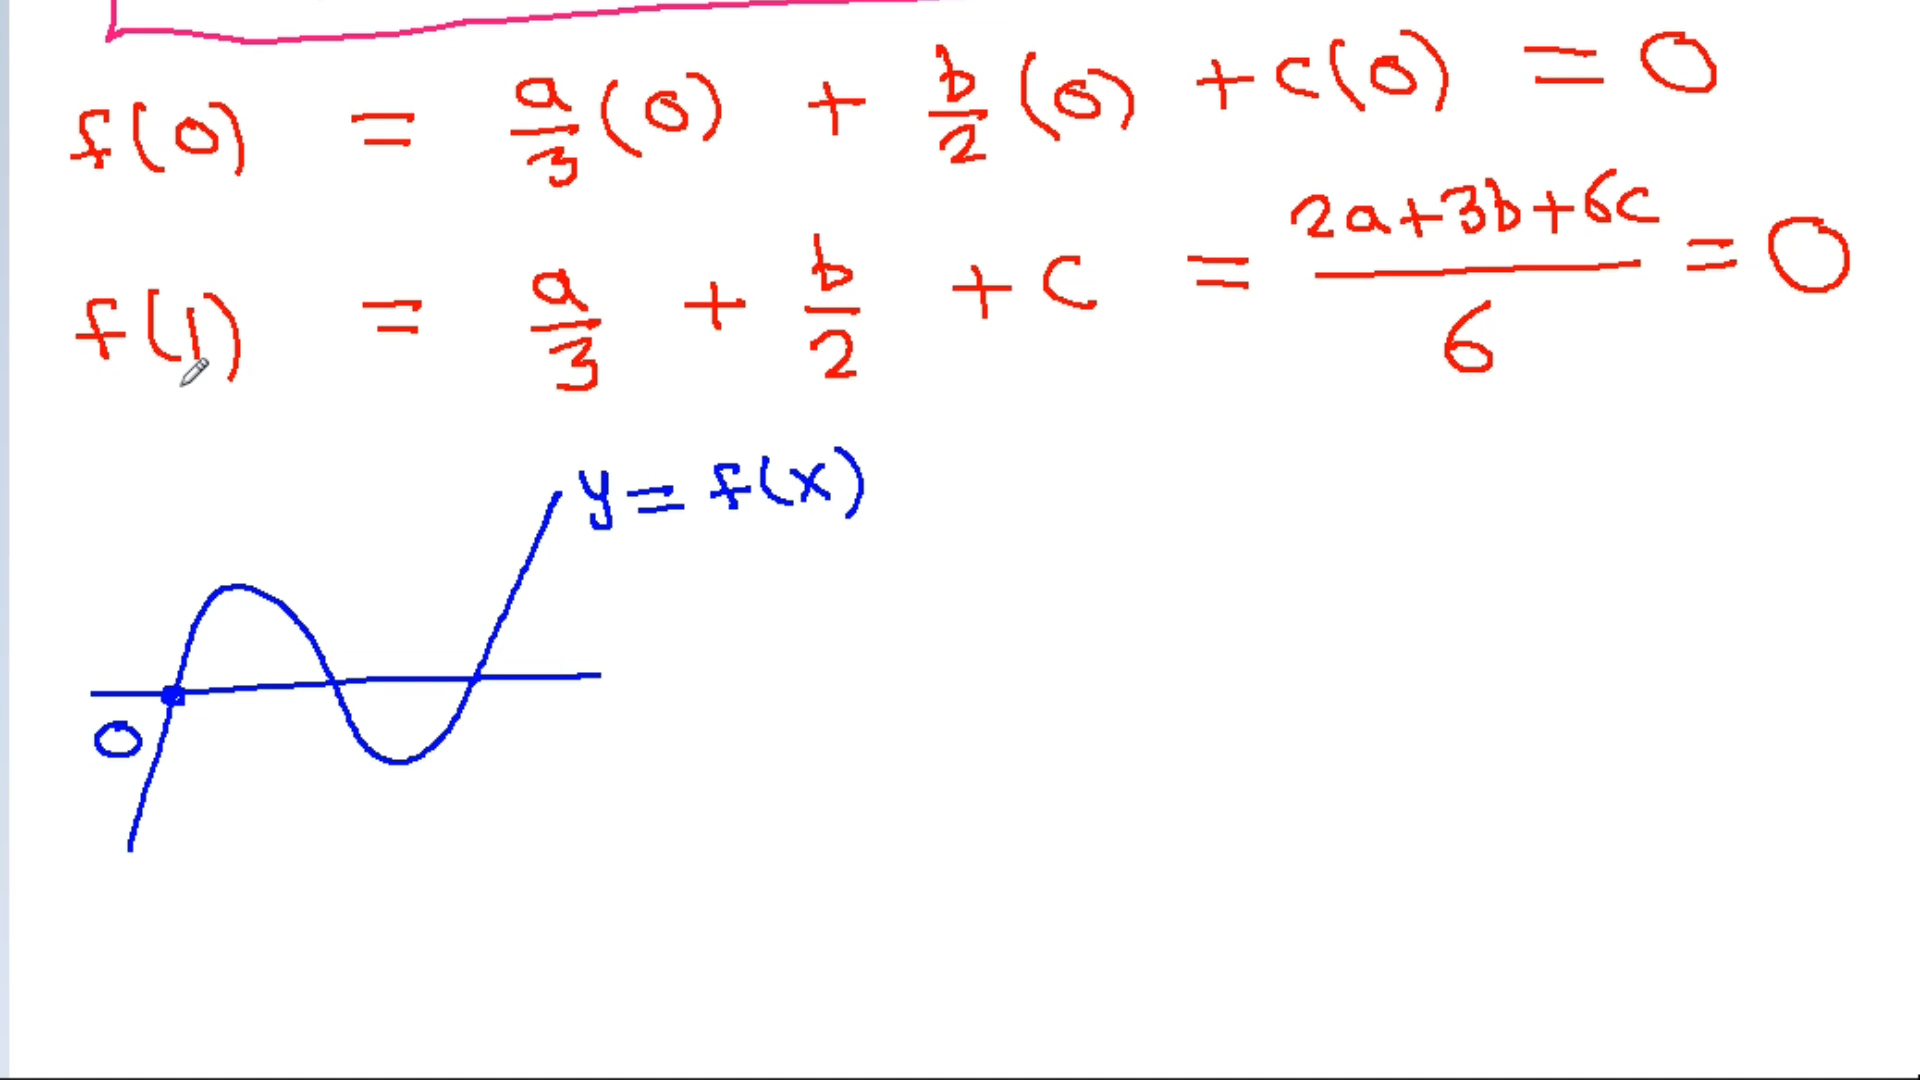 f(0) = a/3 (0) + b/2 (0) + c(0) = 0
f(1) = a/3 + b/2 + c = 2a+3b+6c/6 = 0
y = f(x)
0